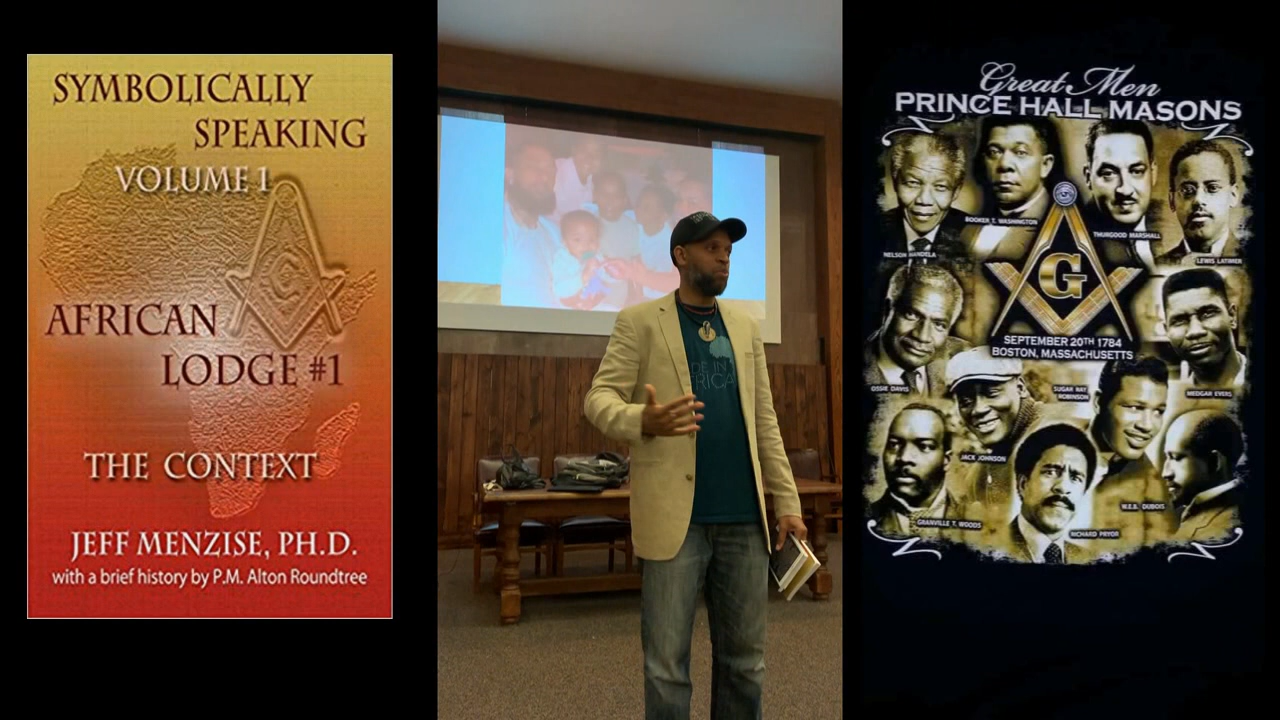 SYMBOLICALLY
SPEAKING
VOLUME 1
AFRICAN
LODGE #1
THE CONTEXT
JEFF MENZISE, PH.D.
with a brief history by P.M. Alton Roundtree
Great Men
PRINCE HALL MASONS
NELSON MANDELA
BOOKER T. WASHINGTON
THURGOOD MARSHALL
LEWIS LATIMER
G
SEPTEMBER 20TH 1784
BOSTON, MASSACHUSETTS
OSSIE DAVIS
SUGAR RAY
ROBINSON
MEDGAR EVERS
JACK JOHNSON
GRANVILLE T. WOODS
W.E.B. DUBOIS
RICHARD PRYOR